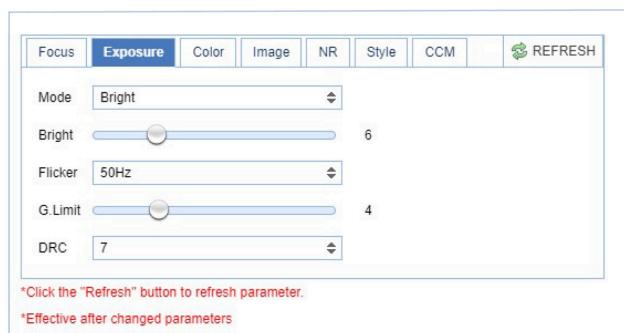 Focus Exposure Color Image NR Style CCM REFRESH
Mode Bright
Bright 6
Flicker 50Hz
G.Limit 4
DRC 7
*Click the "Refresh" button to refresh parameter.
*Effective after changed parameters